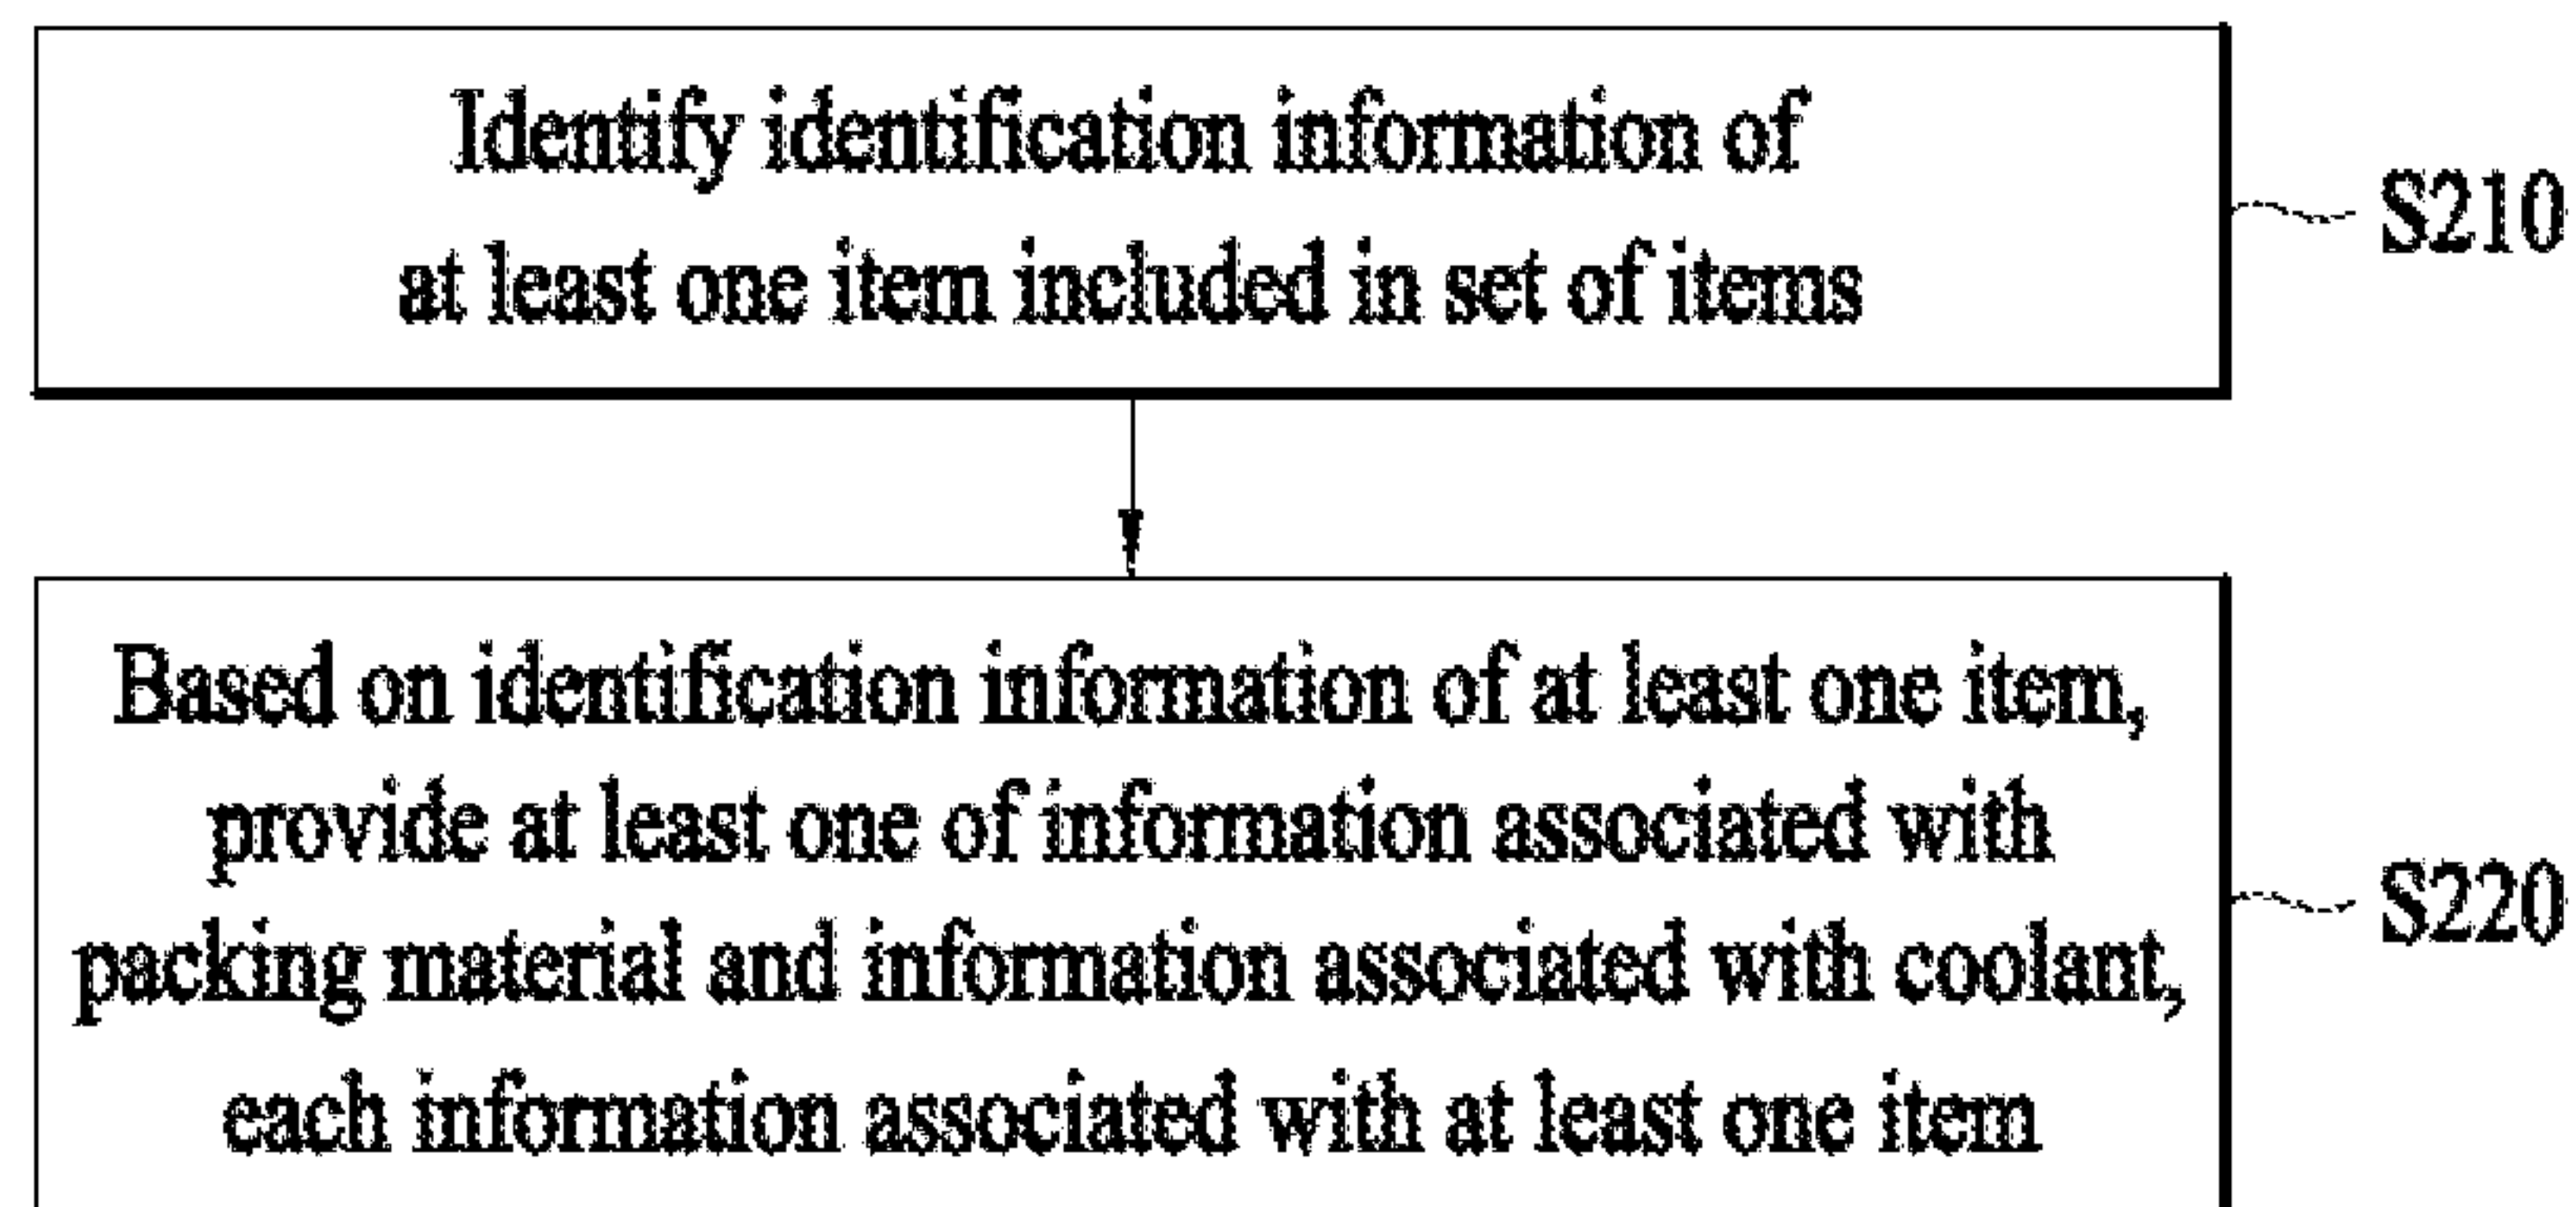 Identify identification information of
at least one item included in set of items
S210
Based on identification information of at least one item,
provide at least one of information associated with
packing material and information associated with coolant,
each information associated with at least one item
S220